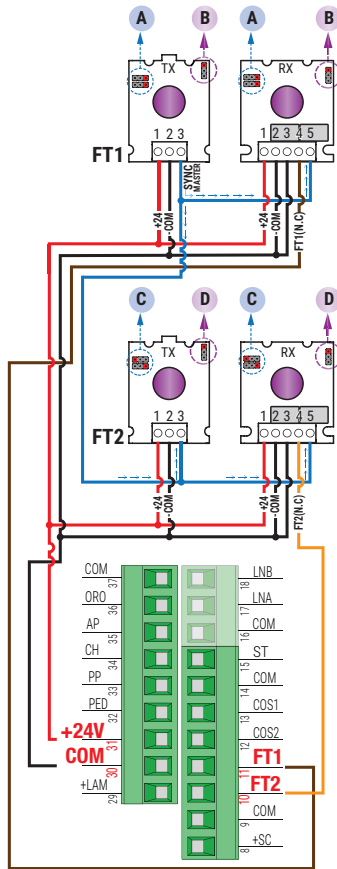 A B A B
TX RX
1 2 3 1 2 3 4 5
FT1
SYNC
MASTER
+24 -COM +24 -COM FT1(N.C)
C D C D
TX RX
1 2 3 1 2 3 4 5
FT2
+24 -COM +24 -COM FT2(N.C)
COM 37 18 LNB
ORO 36 17 LNA
AP 35 16 COM
CH 34 15 ST
PP 33 14 COM
PED 32 13 COS1
+24V 31 12 COS2
COM 30 11 FT1
+LAM 29 10 FT2
9 COM
8 +SC